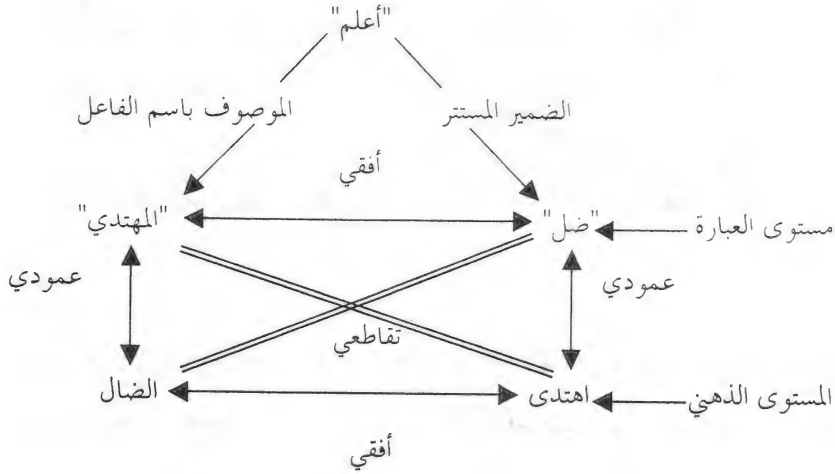 "أعلم"
الضمير المستتر
الموصوف باسم الفاعل
أفقي
مستوى العبارة
"ضل"
"المهتدي"
عمودي
عمودي
تقاطعي
المستوى الذهني
اهتدى
الضال
أفقي